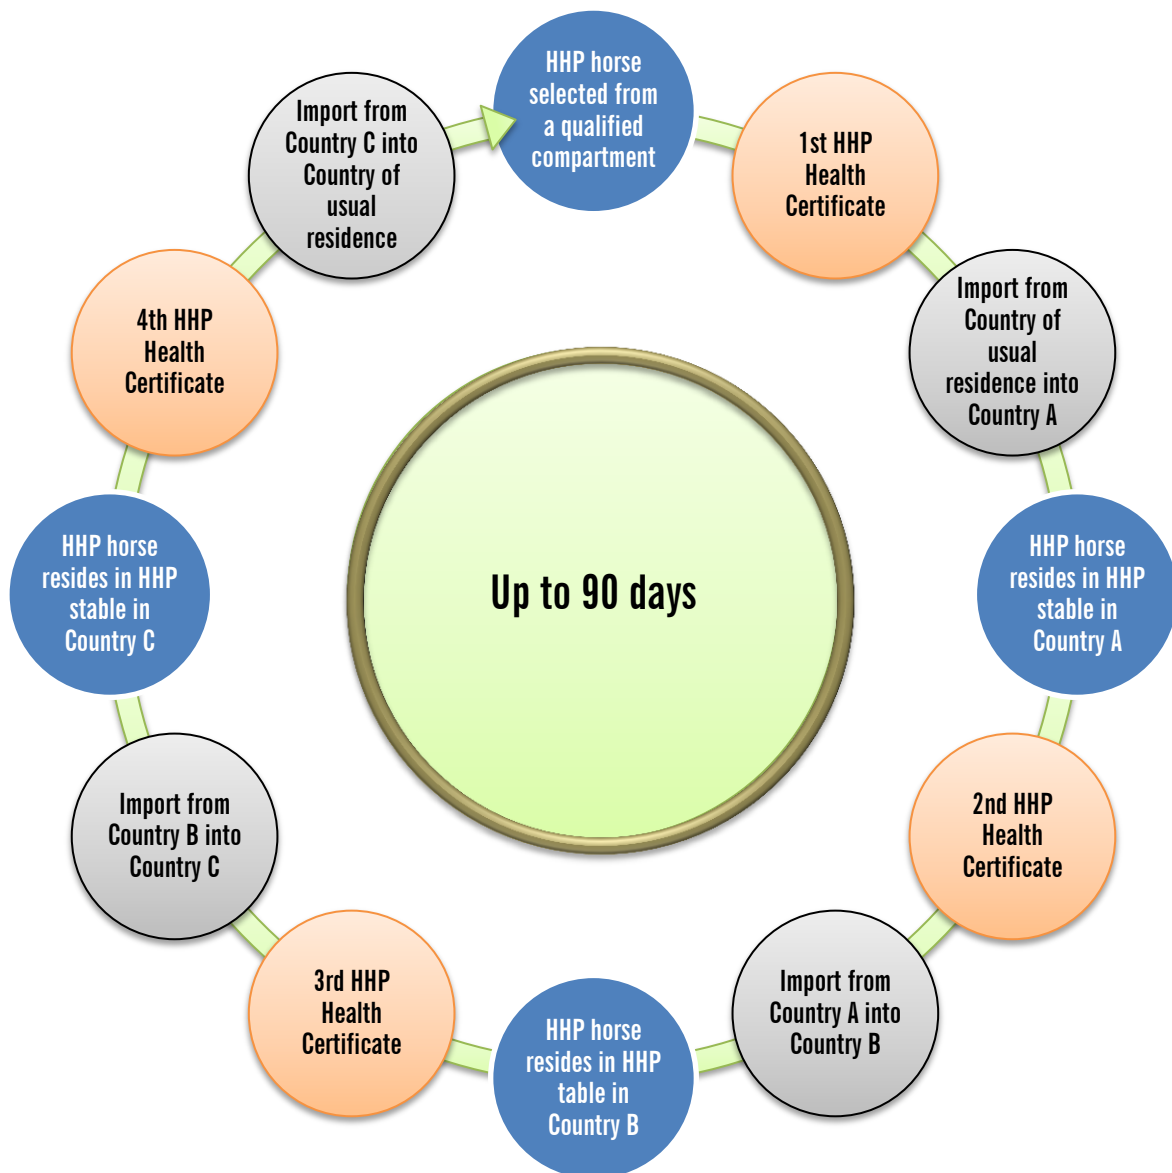 HHP horse
selected from
a qualified
compartment
1st HHP
Health
Certificate
Import from
Country of
usual
residence into
Country A
HHP horse
resides in HHP
stable in
Country A
2nd HHP
Health
Certificate
Import from
Country A into
Country B
HHP horse
resides in HHP
table in
Country B
3rd HHP
Health
Certificate
Import from
Country B into
Country C
HHP horse
resides in HHP
stable in
Country C
4th HHP
Health
Certificate
Import from
Country C into
Country of
usual
residence
Up to 90 days